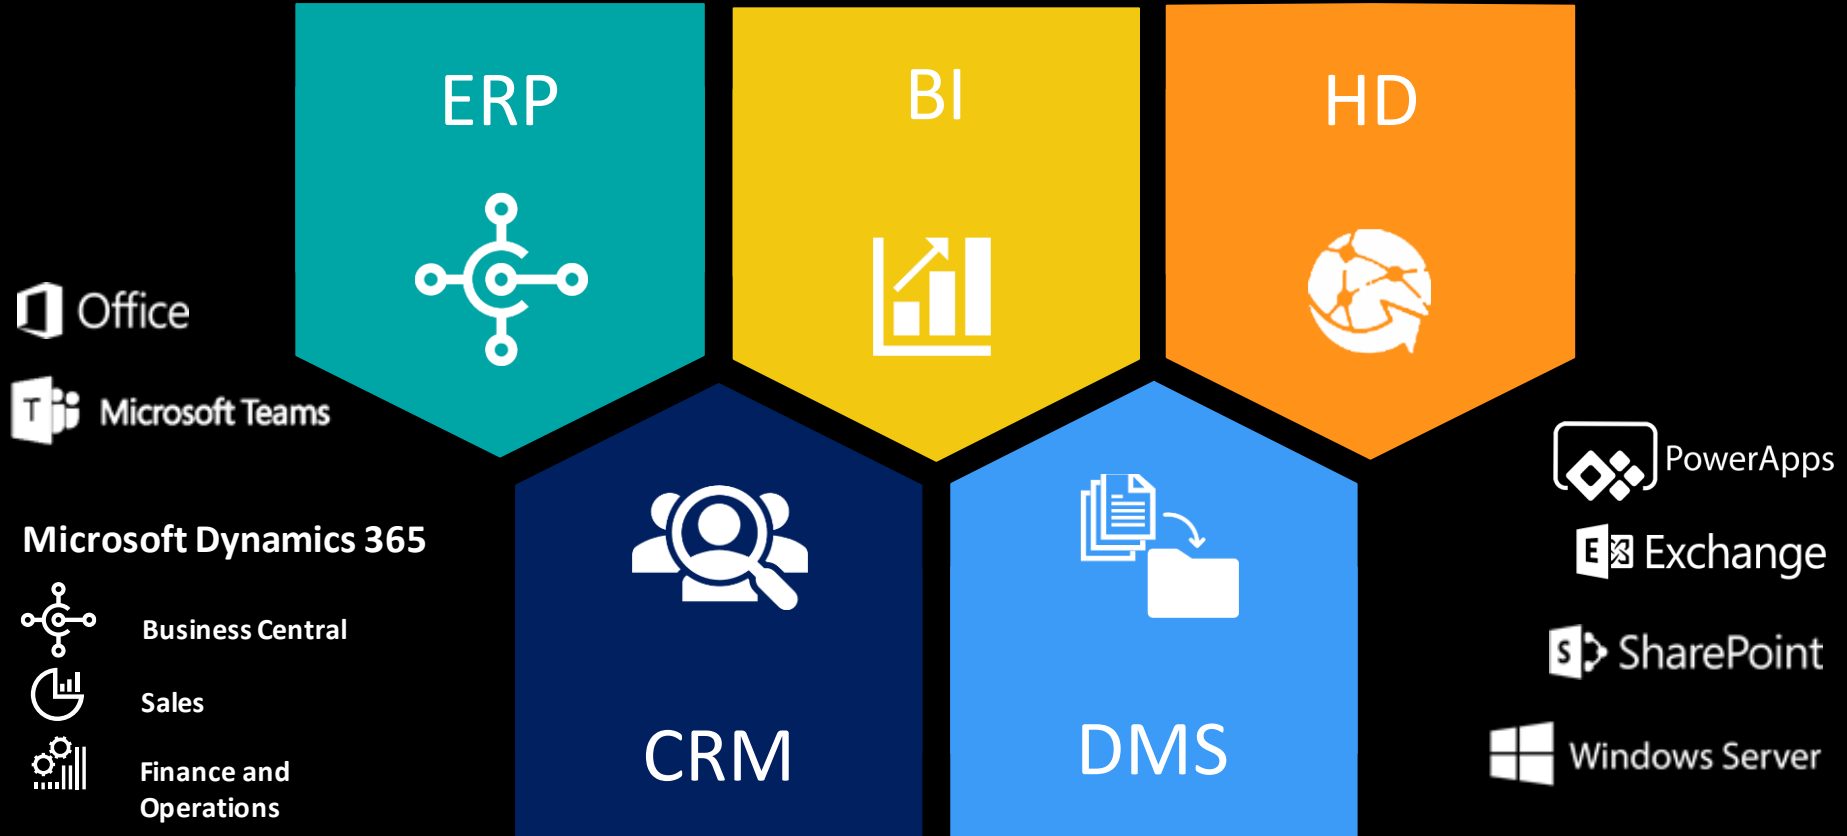 ERP
BI
HD
Office
T
Microsoft Teams
Microsoft Dynamics 365
Business Central
Sales
Finance and
Operations
CRM
DMS
PowerApps
E
Exchange
S
SharePoint
Windows Server